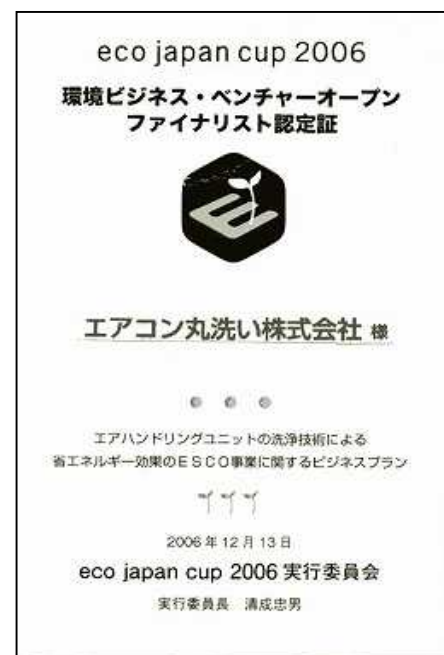 eco japan cup 2006
環境ビジネス・ベンチャーオープン
ファイナリスト認定証
エアコン丸洗い株式会社 様
エアハンドリングユニットの洗浄技術による
省エネルギー効果のESCO事業に関するビジネスプラン
2006年12月13日
eco japan cup 2006 実行委員会
実行委員長 清成忠男